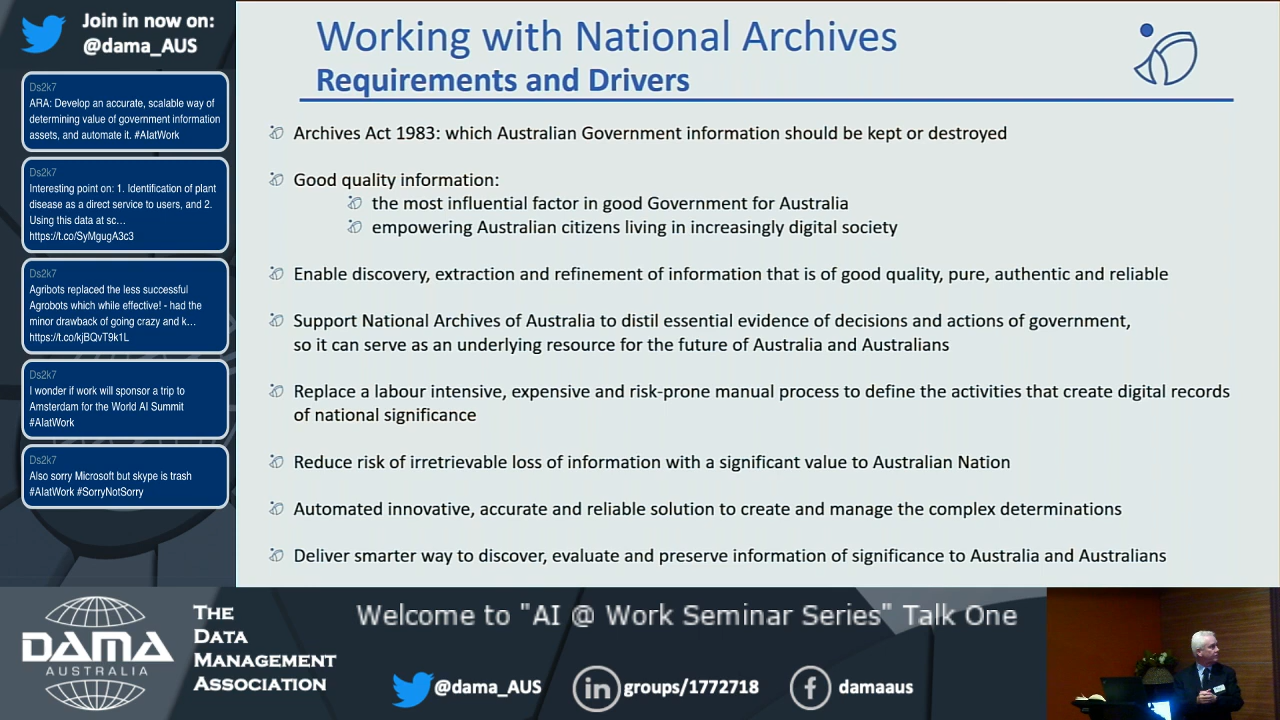 Join in now on:
@dama_AUS
Ds2k7
ARA: Develop an accurate, scalable way of
determining value of government information
assets, and automate it. #AIatWork
Ds2k7
Interesting point on: 1. Identification of plant
disease as a direct service to users, and 2.
Using this data at sc…
https://t.co/SyMgugA3c3
Ds2k7
Agribots replaced the less successful
Agrobots which while effective! - had the
minor drawback of going crazy and k…
https://t.co/kjBQvT9k1L
Ds2k7
I wonder if work will sponsor a trip to
Amsterdam for the World AI Summit
#AIatWork
Ds2k7
Also sorry Microsoft but skype is trash
#AIatWork #SorryNotSorry
Working with National Archives
Requirements and Drivers
Archives Act 1983: which Australian Government information should be kept or destroyed
Good quality information:
the most influential factor in good Government for Australia
empowering Australian citizens living in increasingly digital society
Enable discovery, extraction and refinement of information that is of good quality, pure, authentic and reliable
Support National Archives of Australia to distil essential evidence of decisions and actions of government,
so it can serve as an underlying resource for the future of Australia and Australians
Replace a labour intensive, expensive and risk-prone manual process to define the activities that create digital records
of national significance
Reduce risk of irretrievable loss of information with a significant value to Australian Nation
Automated innovative, accurate and reliable solution to create and manage the complex determinations
Deliver smarter way to discover, evaluate and preserve information of significance to Australia and Australians
DAMA
AUSTRALIA
THE
DATA
MANAGEMENT
ASSOCIATION
Welcome to "AI @ Work Seminar Series" Talk One
@dama_AUS
in groups/1772718
f damaaus